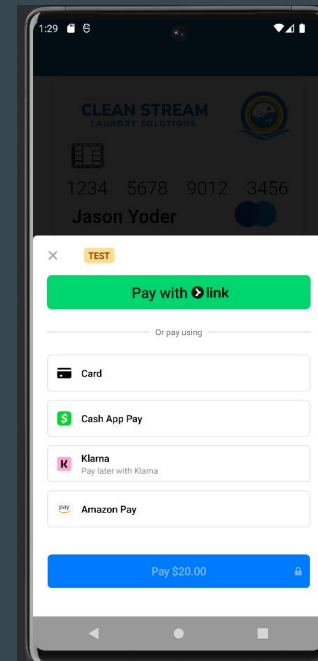 1:29
CLEAN STREAM
LAUNDRY SOLUTIONS
1234 5678 9012 3456
Jason Yoder
TEST
Pay with link
Or pay using
Card
$ Cash App Pay
K Klarna
Pay later with Klarna
pay Amazon Pay
Pay $20.00